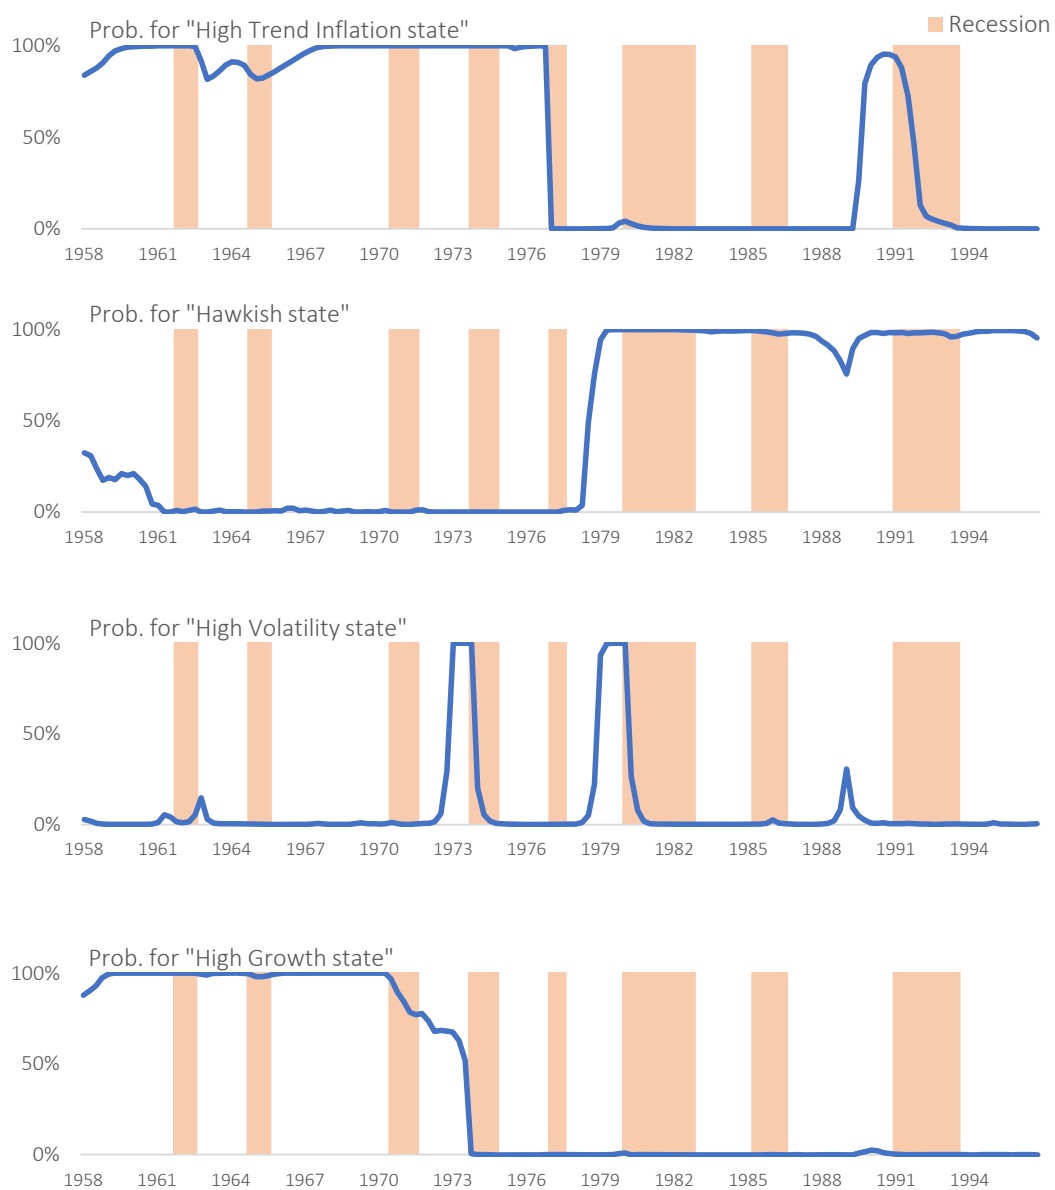 Prob. for "High Trend Inflation state"
Recession
100%
50%
0%
1958 1961 1964 1967 1970 1973 1976 1979 1982 1985 1988 1991 1994
Prob. for "Hawkish state"
100%
50%
0%
1958 1961 1964 1967 1970 1973 1976 1979 1982 1985 1988 1991 1994
Prob. for "High Volatility state"
100%
50%
0%
1958 1961 1964 1967 1970 1973 1976 1979 1982 1985 1988 1991 1994
Prob. for "High Growth state"
100%
50%
0%
1958 1961 1964 1967 1970 1973 1976 1979 1982 1985 1988 1991 1994